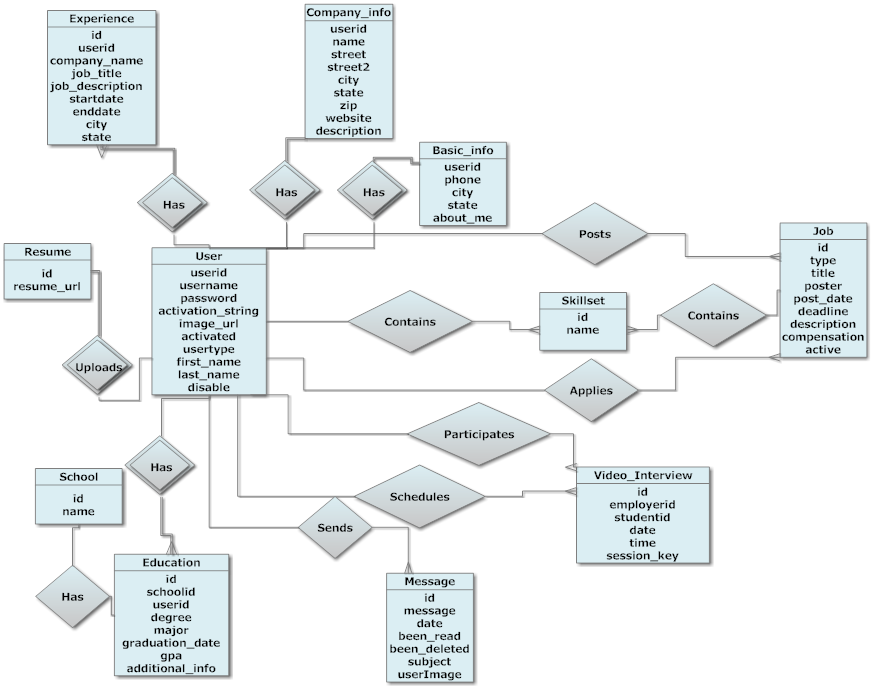 Experience
id
userid
company_name
job_title
job_description
startdate
enddate
city
state
Company_info
userid
name
street
street2
city
state
zip
website
description
Basic_info
userid
phone
city
state
about_me
Has
Has
Has
Posts
Job
id
type
title
poster
post_date
deadline
description
compensation
active
Resume
id
resume_url
User
userid
username
password
activation_string
image_url
activated
usertype
first_name
last_name
disable
Contains
Skillset
id
name
Contains
Uploads
Applies
Participates
Has
School
id
name
Schedules
Video_Interview
id
employerid
studentid
date
time
session_key
Sends
Has
Education
id
schoolid
userid
degree
major
graduation_date
gpa
additional_info
Message
id
message
date
been_read
been_deleted
subject
userImage